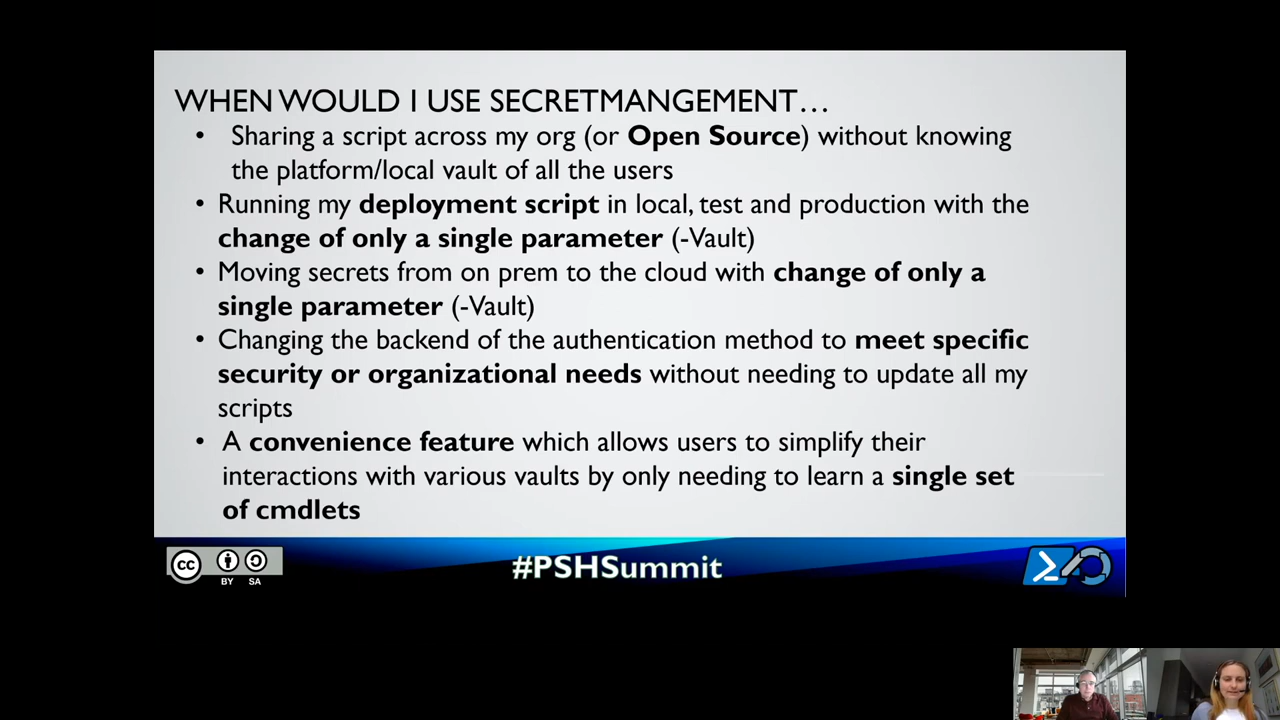 WHEN WOULD I USE SECRETMANGEMENT…
• Sharing a script across my org (or Open Source) without knowing
the platform/local vault of all the users
• Running my deployment script in local, test and production with the
change of only a single parameter (-Vault)
• Moving secrets from on prem to the cloud with change of only a
single parameter (-Vault)
• Changing the backend of the authentication method to meet specific
security or organizational needs without needing to update all my
scripts
• A convenience feature which allows users to simplify their
interactions with various vaults by only needing to learn a single set
of cmdlets
cc
BY SA
#PSHSummit